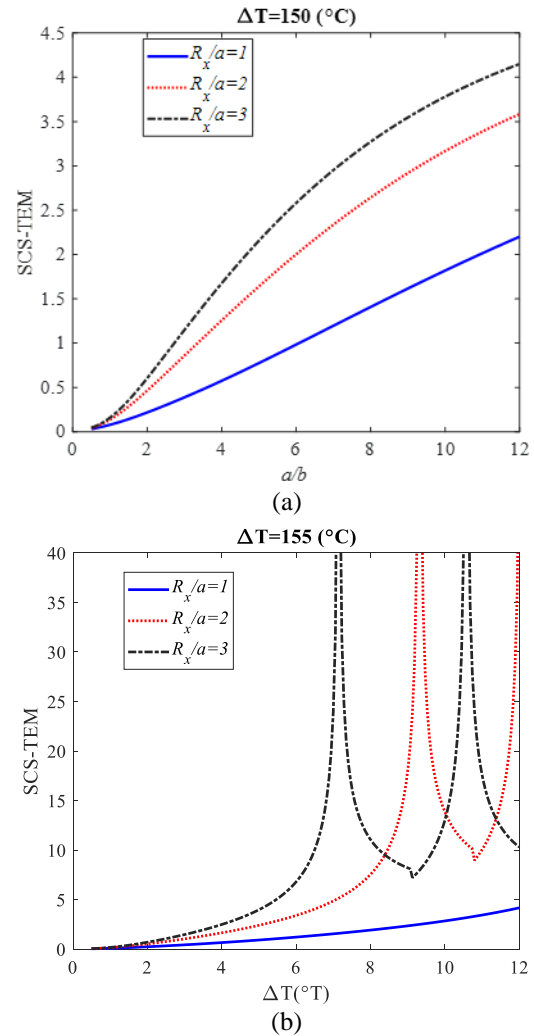 ΔT=150 (°C)
4.5
4
3.5
3
2.5
2
1.5
1
0.5
0
SCS-TEM
R_x/a=1
R_x/a=2
R_x/a=3
2 4 6 8 10 12
a/b
(a)
ΔT=155 (°C)
40
35
30
25
20
15
10
5
0
SCS-TEM
R_x/a=1
R_x/a=2
R_x/a=3
2 4 6 8 10 12
ΔT(°T)
(b)